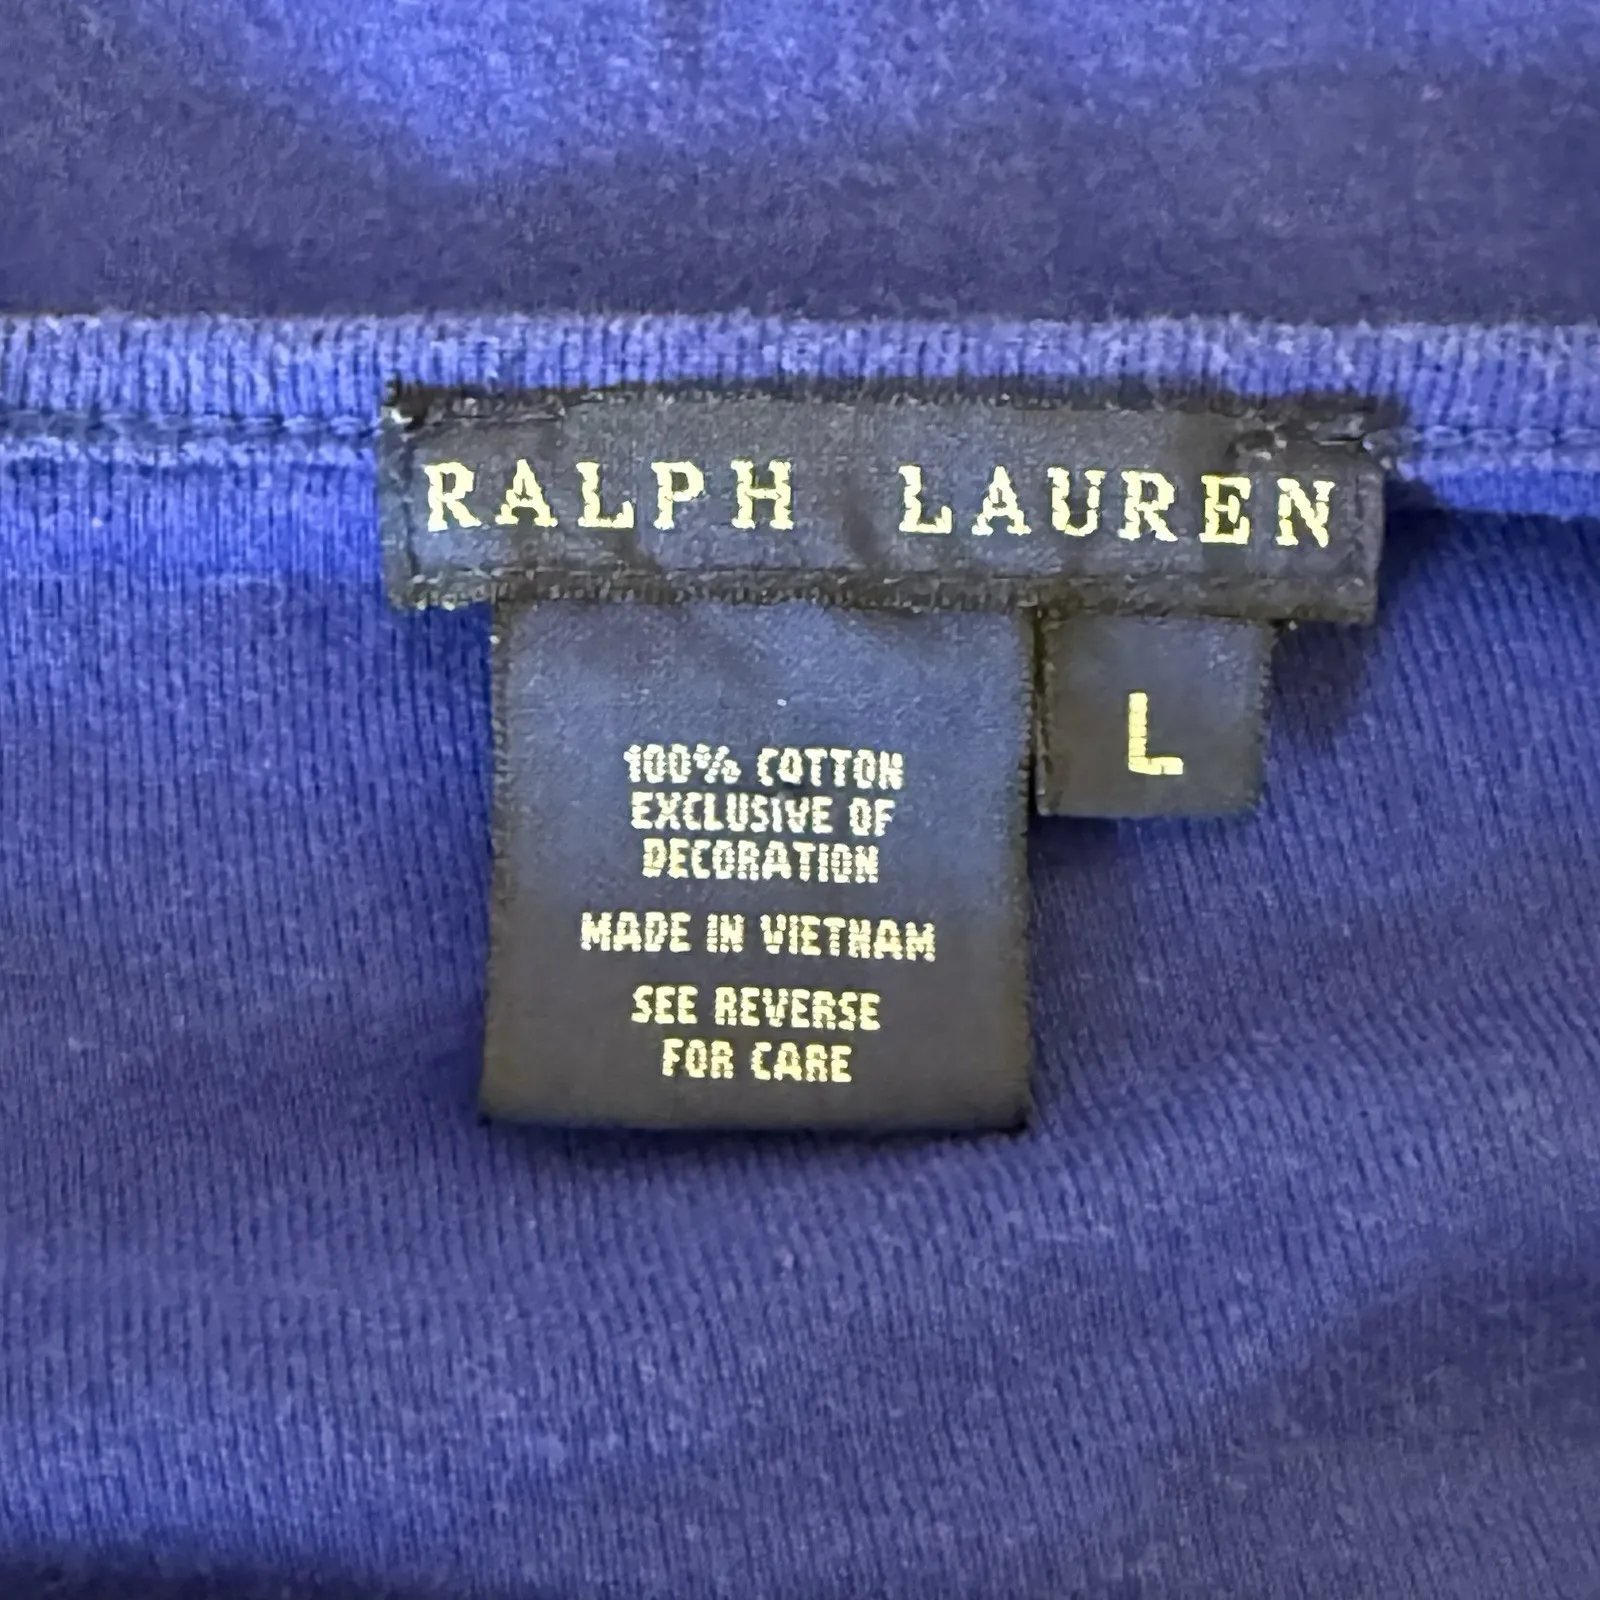 RALPH LAUREN
L
100% COTTON
EXCLUSIVE OF
DECORATION
MADE IN VIETNAM
SEE REVERSE
FOR CARE